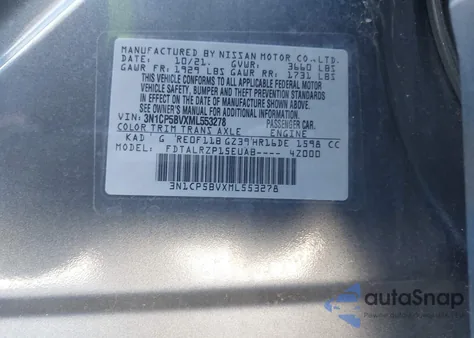 MANUFACTURED BY NISSAN MOTOR CO., LTD.
DATE: 10/21. GVWR: 3660 LBS
GAWR FR: 1929 LBS GAWR RR: 1731 LBS
THIS VEHICLE CONFORMS TO ALL APPLICABLE FEDERAL MOTOR
VEHICLE SAFETY, BUMPER AND THEFT PREVENTION STANDARDS
IN EFFECT ON THE DATE OF MANUFACTURE SHOWN ABOVE.
SEE OWNER'S MANUAL FOR ADDITIONAL INFORMATION.
VIN: 3N1CP5BVXML553278 PASSENGER CAR.
COLOR TRIM TRANS AXLE ENGINE
KAD G RE0F11B GZ39 HR16DE 1598 CC
MODEL: FDTALRZP15EUAB---- 4Z000
3N1CP5BVXML553278
autoSnap